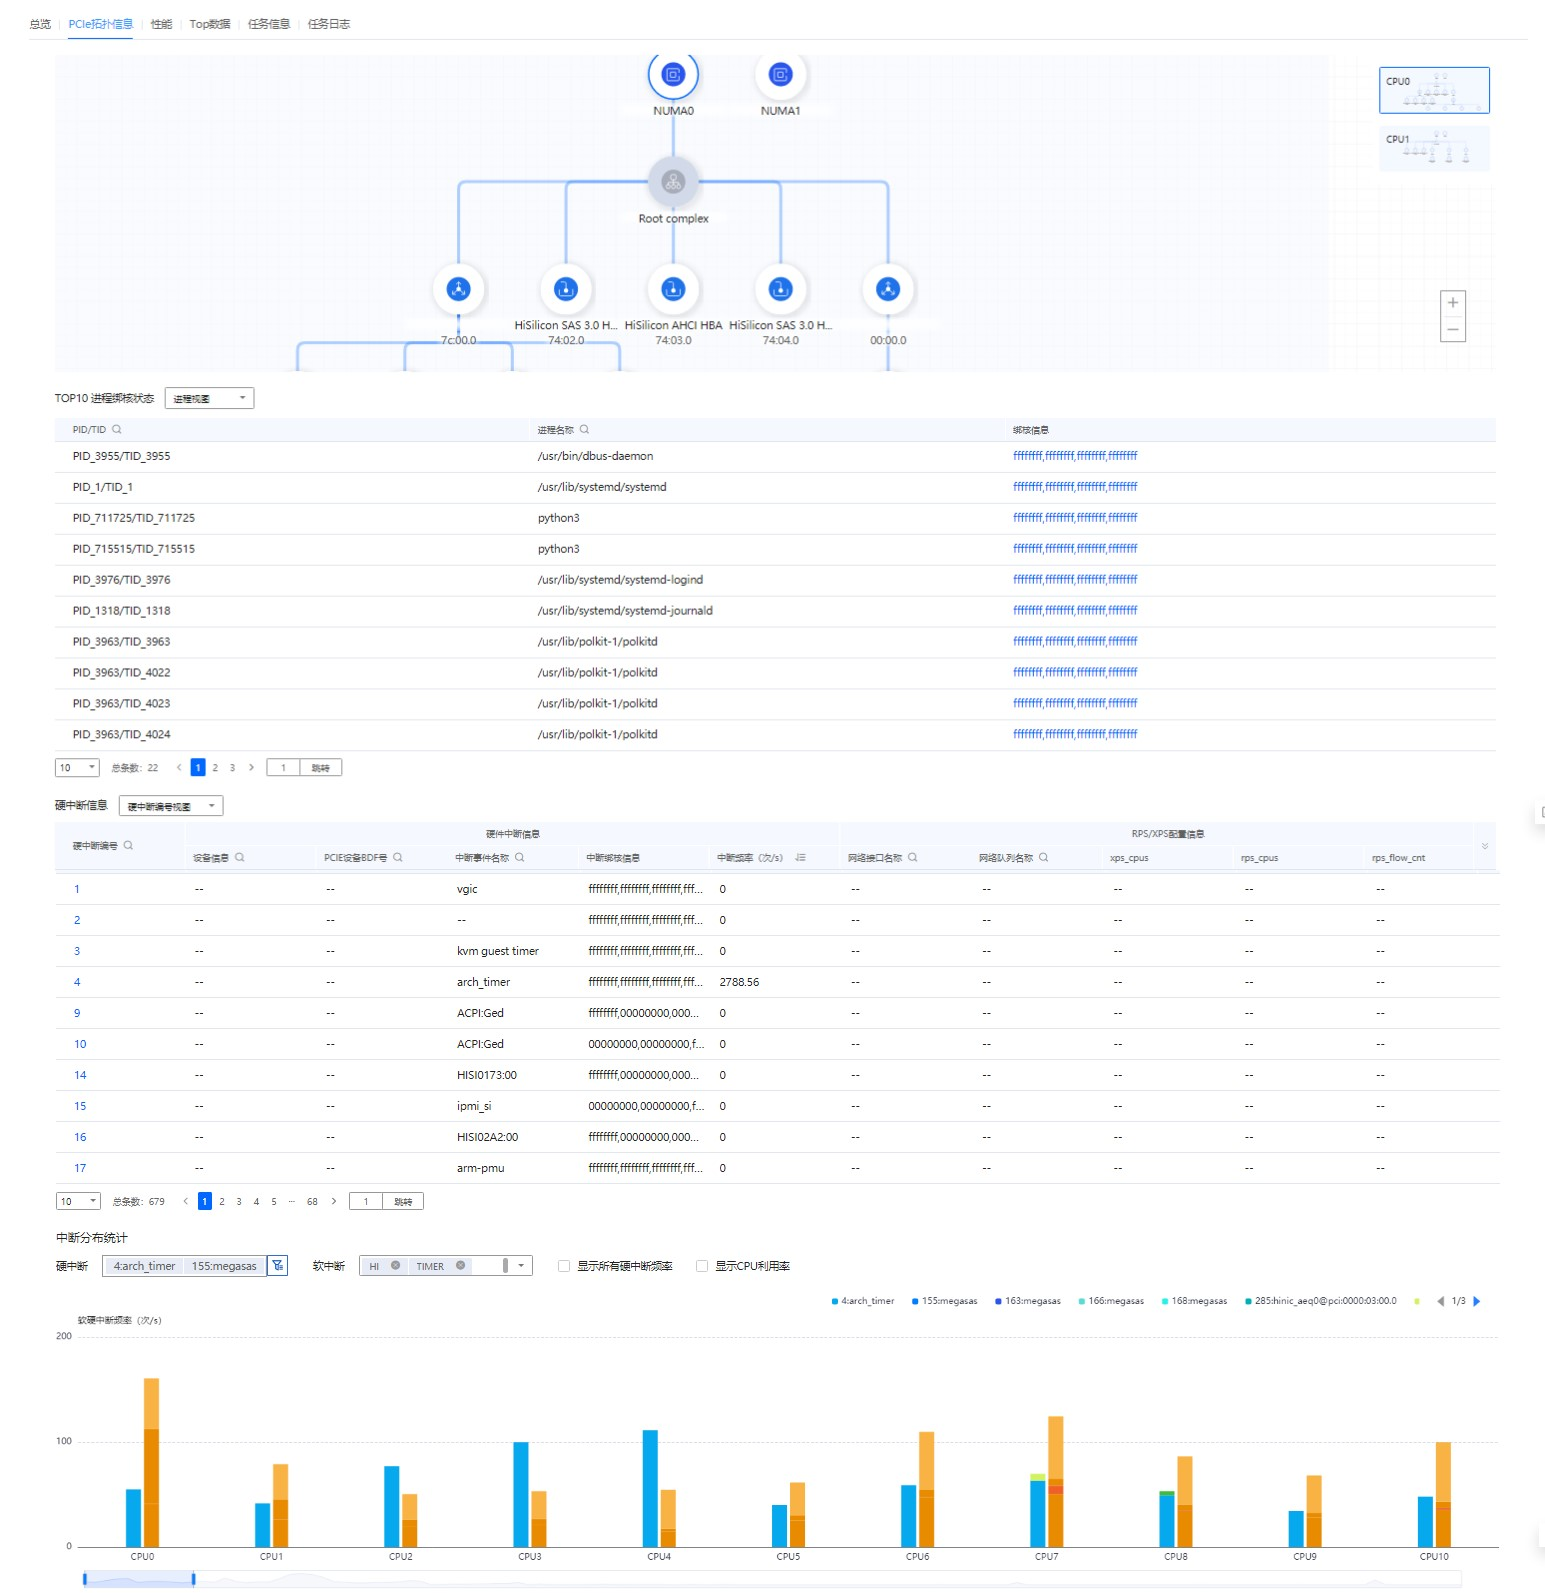 总览 PCIe拓扑信息 性能 Top数据 任务信息 任务日志
NUMA0 NUMA1
CPU0
CPU1
Root complex
+
−
HiSilicon SAS 3.0 H... HiSilicon AHCI HBA HiSilicon SAS 3.0 H...
7c:00.0 74:02.0 74:03.0 74:04.0 00:00.0
TOP10 进程绑核状态 进程视图
PID/TID 进程名称 绑核信息
PID_3955/TID_3955 /usr/bin/dbus-daemon ffffffff,ffffffff,ffffffff,ffffffff
PID_1/TID_1 /usr/lib/systemd/systemd ffffffff,ffffffff,ffffffff,ffffffff
PID_711725/TID_711725 python3 ffffffff,ffffffff,ffffffff,ffffffff
PID_715515/TID_715515 python3 ffffffff,ffffffff,ffffffff,ffffffff
PID_3976/TID_3976 /usr/lib/systemd/systemd-logind ffffffff,ffffffff,ffffffff,ffffffff
PID_1318/TID_1318 /usr/lib/systemd/systemd-journald ffffffff,ffffffff,ffffffff,ffffffff
PID_3963/TID_3963 /usr/lib/polkit-1/polkitd ffffffff,ffffffff,ffffffff,ffffffff
PID_3963/TID_4022 /usr/lib/polkit-1/polkitd ffffffff,ffffffff,ffffffff,ffffffff
PID_3963/TID_4023 /usr/lib/polkit-1/polkitd ffffffff,ffffffff,ffffffff,ffffffff
PID_3963/TID_4024 /usr/lib/polkit-1/polkitd ffffffff,ffffffff,ffffffff,ffffffff
10 总条数: 22 < 1 2 3 > 1 跳转
硬中断信息 硬中断编号视图
硬中断编号 硬件中断信息 RPS/XPS配置信息
设备信息 PCIE设备BDF号 中断事件名称 中断绑核信息 中断频率（次/s） 网络接口名称 网络队列名称 xps_cpus rps_cpus rps_flow_cnt
1 -- -- vgic ffffffff,ffffffff,ffffffff,fff... 0 -- -- -- -- --
2 -- -- -- ffffffff,ffffffff,ffffffff,fff... 0 -- -- -- -- --
3 -- -- kvm guest timer ffffffff,ffffffff,ffffffff,fff... 0 -- -- -- -- --
4 -- -- arch_timer ffffffff,ffffffff,ffffffff,fff... 2788.56 -- -- -- -- --
9 -- -- ACPI:Ged ffffffff,00000000,000... 0 -- -- -- -- --
10 -- -- ACPI:Ged 00000000,00000000,f... 0 -- -- -- -- --
14 -- -- HISI0173:00 ffffffff,00000000,000... 0 -- -- -- -- --
15 -- -- ipmi_si 00000000,00000000,f... 0 -- -- -- -- --
16 -- -- HISI02A2:00 ffffffff,00000000,000... 0 -- -- -- -- --
17 -- -- arm-pmu ffffffff,ffffffff,ffffffff,fff... 0 -- -- -- -- --
10 总条数: 679 < 1 2 3 4 5 ... 68 > 1 跳转
中断分布统计
硬中断 4:arch_timer 155:megasas 软中断 HI TIMER 显示所有硬中断频率 显示CPU利用率
4:arch_timer 155:megasas 163:megasas 166:megasas 168:megasas 285:hinic_aeq0@pci:0000:03:00.0 1/3
软硬中断频率（次/s）
200
100
0
CPU0 CPU1 CPU2 CPU3 CPU4 CPU5 CPU6 CPU7 CPU8 CPU9 CPU10